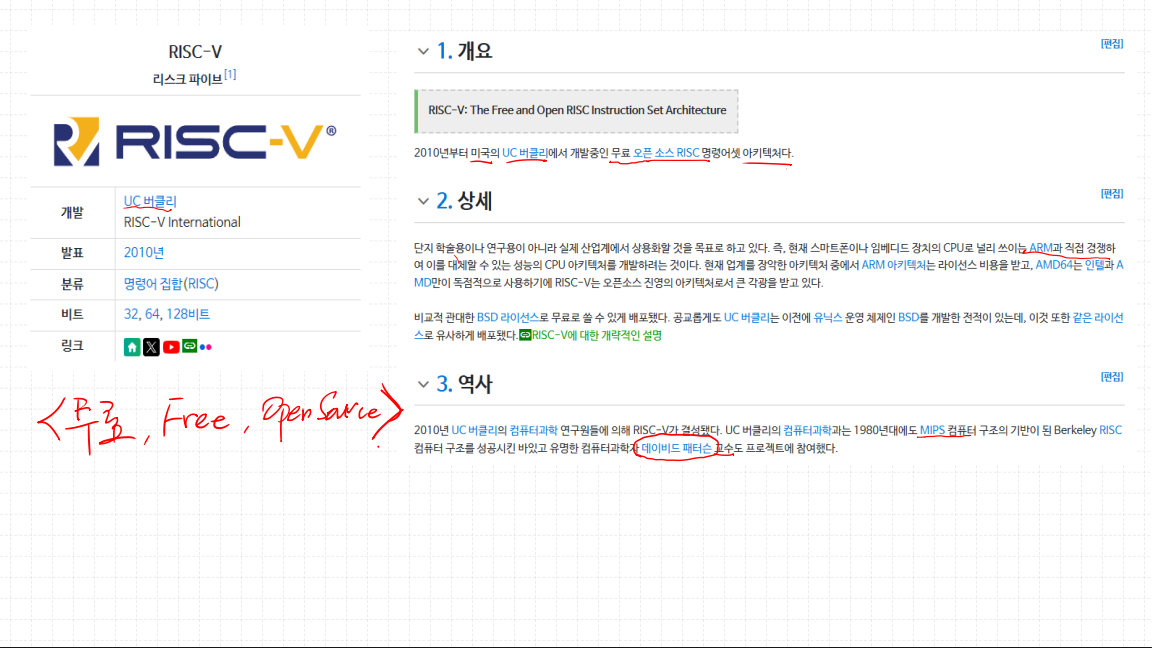 RISC-V
리스크 파이브[1]
RISC-V®
개발
UC 버클리
RISC-V International
발표
2010년
분류
명령어 집합(RISC)
비트
32, 64, 128비트
링크
<무료, Free, Open Source>
1. 개요
[편집]
RISC-V: The Free and Open RISC Instruction Set Architecture
2010년부터 미국의 UC 버클리에서 개발중인 무료 오픈 소스 RISC 명령어셋 아키텍처다.
2. 상세
[편집]
단지 학술용이나 연구용이 아니라 실제 산업계에서 상용화할 것을 목표로 하고 있다. 즉, 현재 스마트폰이나 임베디드 장치의 CPU로 널리 쓰이는 ARM과 직접 경쟁하
여 이를 대체할 수 있는 성능의 CPU 아키텍처를 개발하려는 것이다. 현재 업계를 장악한 아키텍처 중에서 ARM 아키텍처는 라이선스 비용을 받고, AMD64는 인텔과 A
MD만이 독점적으로 사용하기에 RISC-V는 오픈소스 진영의 아키텍처로서 큰 각광을 받고 있다.
비교적 관대한 BSD 라이선스로 무료로 쓸 수 있게 배포됐다. 공교롭게도 UC 버클리는 이전에 유닉스 운영 체제인 BSD를 개발한 전적이 있는데, 이것 또한 같은 라이선
스로 유사하게 배포됐다. RISC-V에 대한 개략적인 설명
3. 역사
[편집]
2010년 UC 버클리의 컴퓨터과학 연구원들에 의해 RISC-V가 결성됐다. UC 버클리의 컴퓨터과학과는 1980년대에도 MIPS 컴퓨터 구조의 기반이 된 Berkeley RISC
컴퓨터 구조를 성공시킨 바있고 유명한 컴퓨터과학자 데이비드 패터슨 교수도 프로젝트에 참여했다.